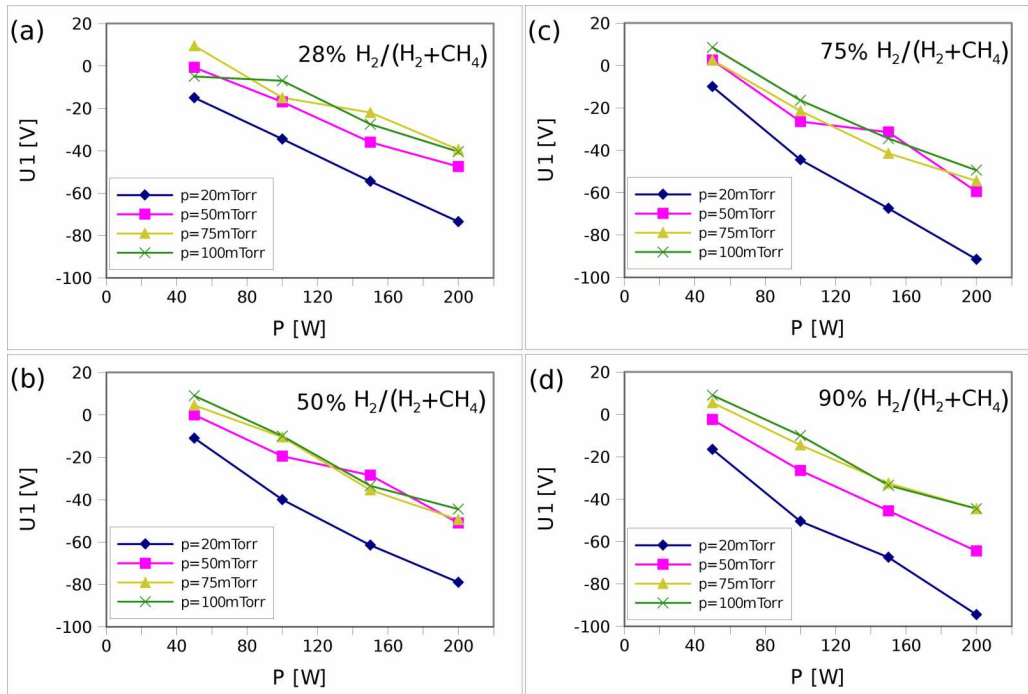 (a)
28% H₂/(H₂+CH₄)
20
0
-20
-40
-60
-80
-100
U1 [V]
p=20mTorr
p=50mTorr
p=75mTorr
p=100mTorr
0 40 80 120 160 200
P [W]
(c)
75% H₂/(H₂+CH₄)
20
0
-20
-40
-60
-80
-100
U1 [V]
p=20mTorr
p=50mTorr
p=75mTorr
p=100mTorr
0 40 80 120 160 200
P [W]
(b)
50% H₂/(H₂+CH₄)
20
0
-20
-40
-60
-80
-100
U1 [V]
p=20mTorr
p=50mTorr
p=75mTorr
p=100mTorr
0 40 80 120 160 200
P [W]
(d)
90% H₂/(H₂+CH₄)
20
0
-20
-40
-60
-80
-100
U1 [V]
p=20mTorr
p=50mTorr
p=75mTorr
p=100mTorr
0 40 80 120 160 200
P [W]